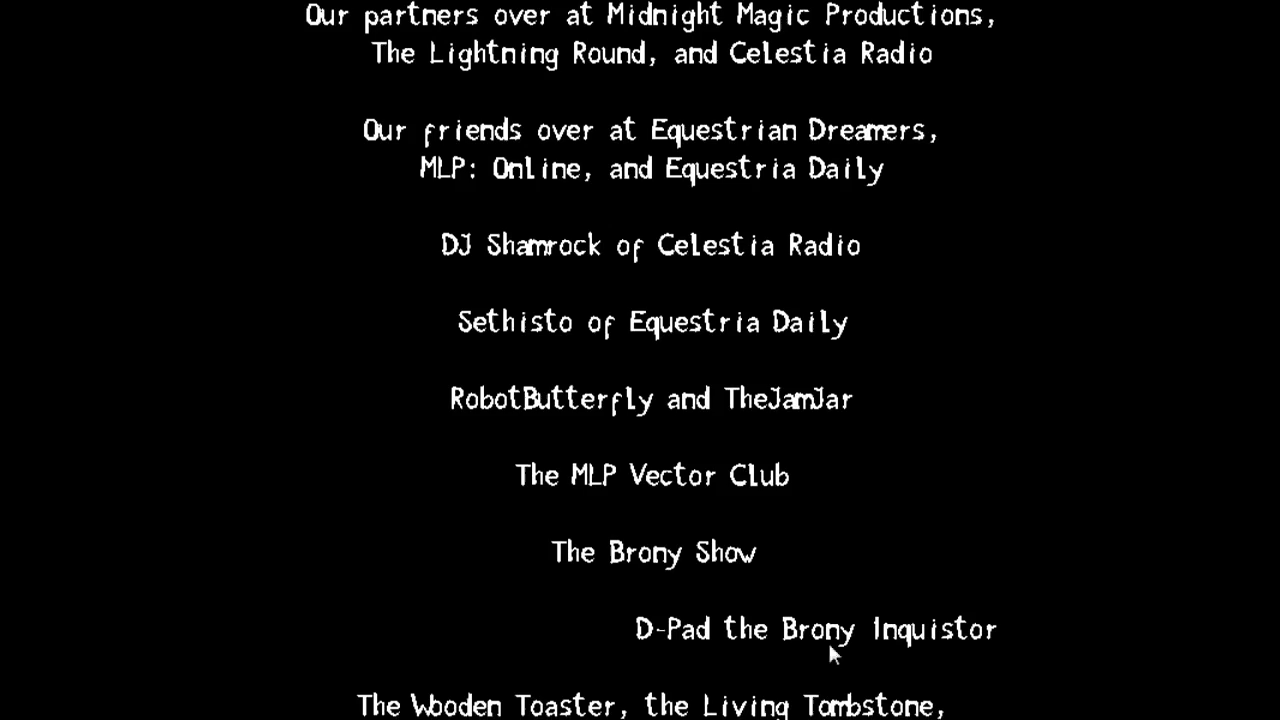 Our partners over at Midnight Magic Productions,
The Lightning Round, and Celestia Radio
Our friends over at Equestrian Dreamers,
MLP: Online, and Equestria Daily
DJ Shamrock of Celestia Radio
Sethisto of Equestria Daily
RobotButterfly and TheJamJar
The MLP Vector Club
The Brony Show
D-Pad the Brony Inquistor
The Wooden Toaster, the Living Tombstone,